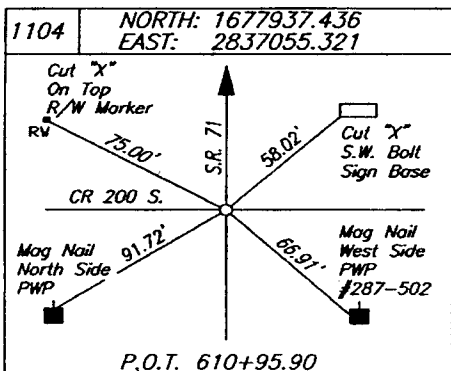 1104
NORTH: 1677937.436
EAST: 2837055.321
Cut "X"
On Top
R/W Marker
RW
75.00'
S.R. 71
58.02'
Cut "X"
S.W. Bolt
Sign Base
CR 200 S.
Mag Nail
North Side
PWP
91.72'
66.91'
Mag Nail
West Side
PWP
#287-502
P.O.T. 610+95.90